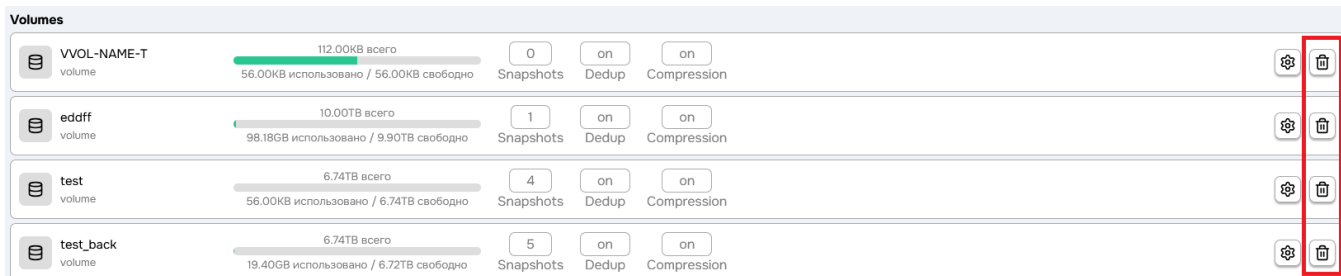 Volumes
VVOL-NAME-T
volume
112.00KB всего
56.00KB использовано / 56.00KB свободно
0
Snapshots
on
Dedup
on
Compression
eddff
volume
10.00TB всего
98.18GB использовано / 9.90TB свободно
1
Snapshots
on
Dedup
on
Compression
test
volume
6.74TB всего
56.00KB использовано / 6.74TB свободно
4
Snapshots
on
Dedup
on
Compression
test_back
volume
6.74TB всего
19.40GB использовано / 6.72TB свободно
5
Snapshots
on
Dedup
on
Compression